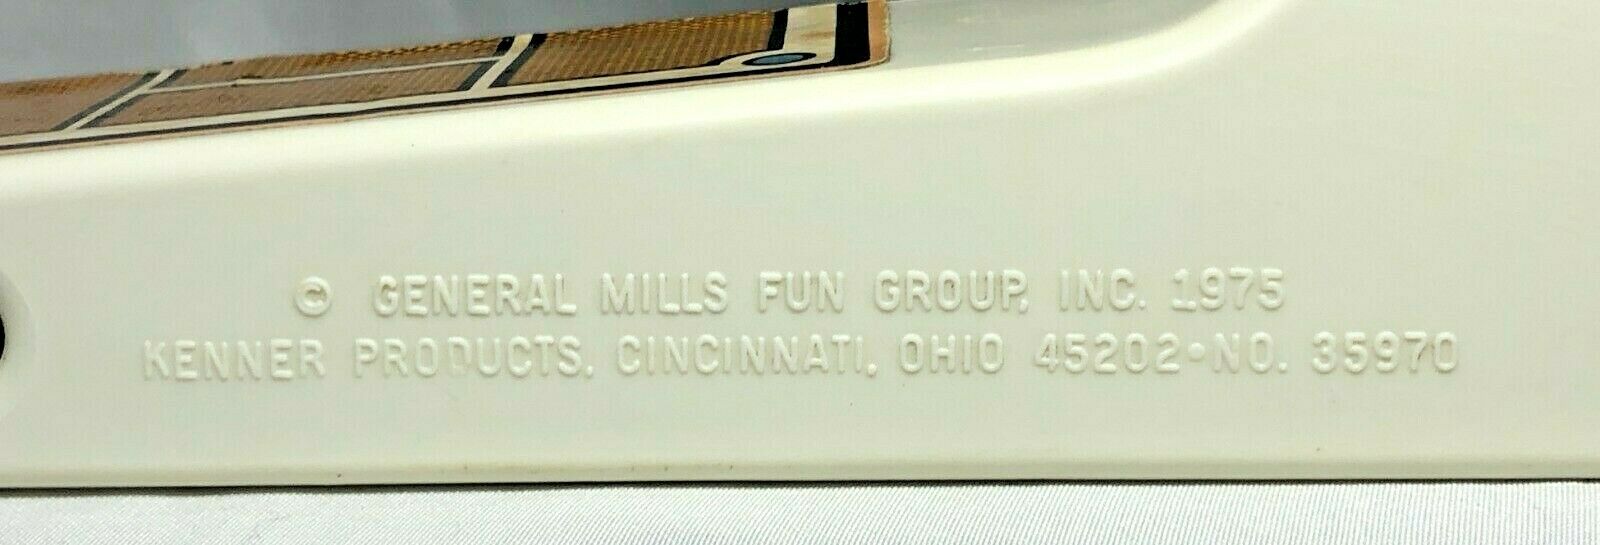 © GENERAL MILLS FUN GROUP, INC. 1975
KENNER PRODUCTS, CINCINNATI, OHIO 45202•NO. 35970